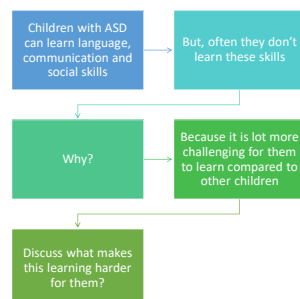 Children with ASD
can learn language,
communication and
social skills
But, often they don't
learn these skills
Why?
Because it is lot more
challenging for them
to learn compared to
other children
Discuss what makes
this learning harder
for them?